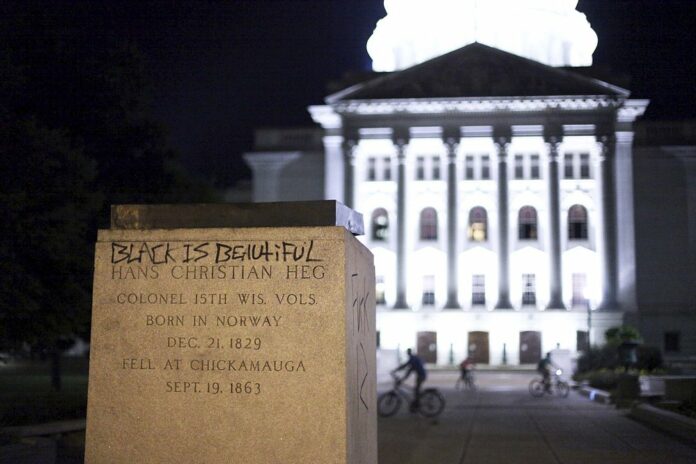 BLACK IS BEAUtiFUL
HANS CHRISTIAN HEG
COLONEL 15TH WIS. VOLS.
BORN IN NORWAY
DEC. 21, 1829
FELL AT CHICKAMAUGA
SEPT. 19, 1863